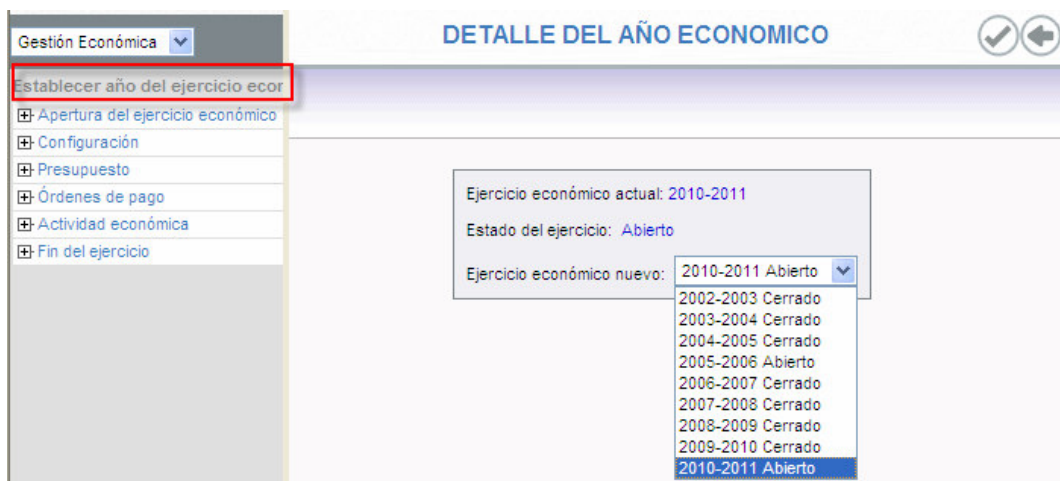 Gestión Económica
DETALLE DEL AÑO ECONOMICO
Establecer año del ejercicio ecor
Apertura del ejercicio económico
Configuración
Presupuesto
Órdenes de pago
Actividad económica
Fin del ejercicio
Ejercicio económico actual: 2010-2011
Estado del ejercicio: Abierto
Ejercicio económico nuevo: 2010-2011 Abierto
2002-2003 Cerrado
2003-2004 Cerrado
2004-2005 Cerrado
2005-2006 Abierto
2006-2007 Cerrado
2007-2008 Cerrado
2008-2009 Cerrado
2009-2010 Cerrado
2010-2011 Abierto